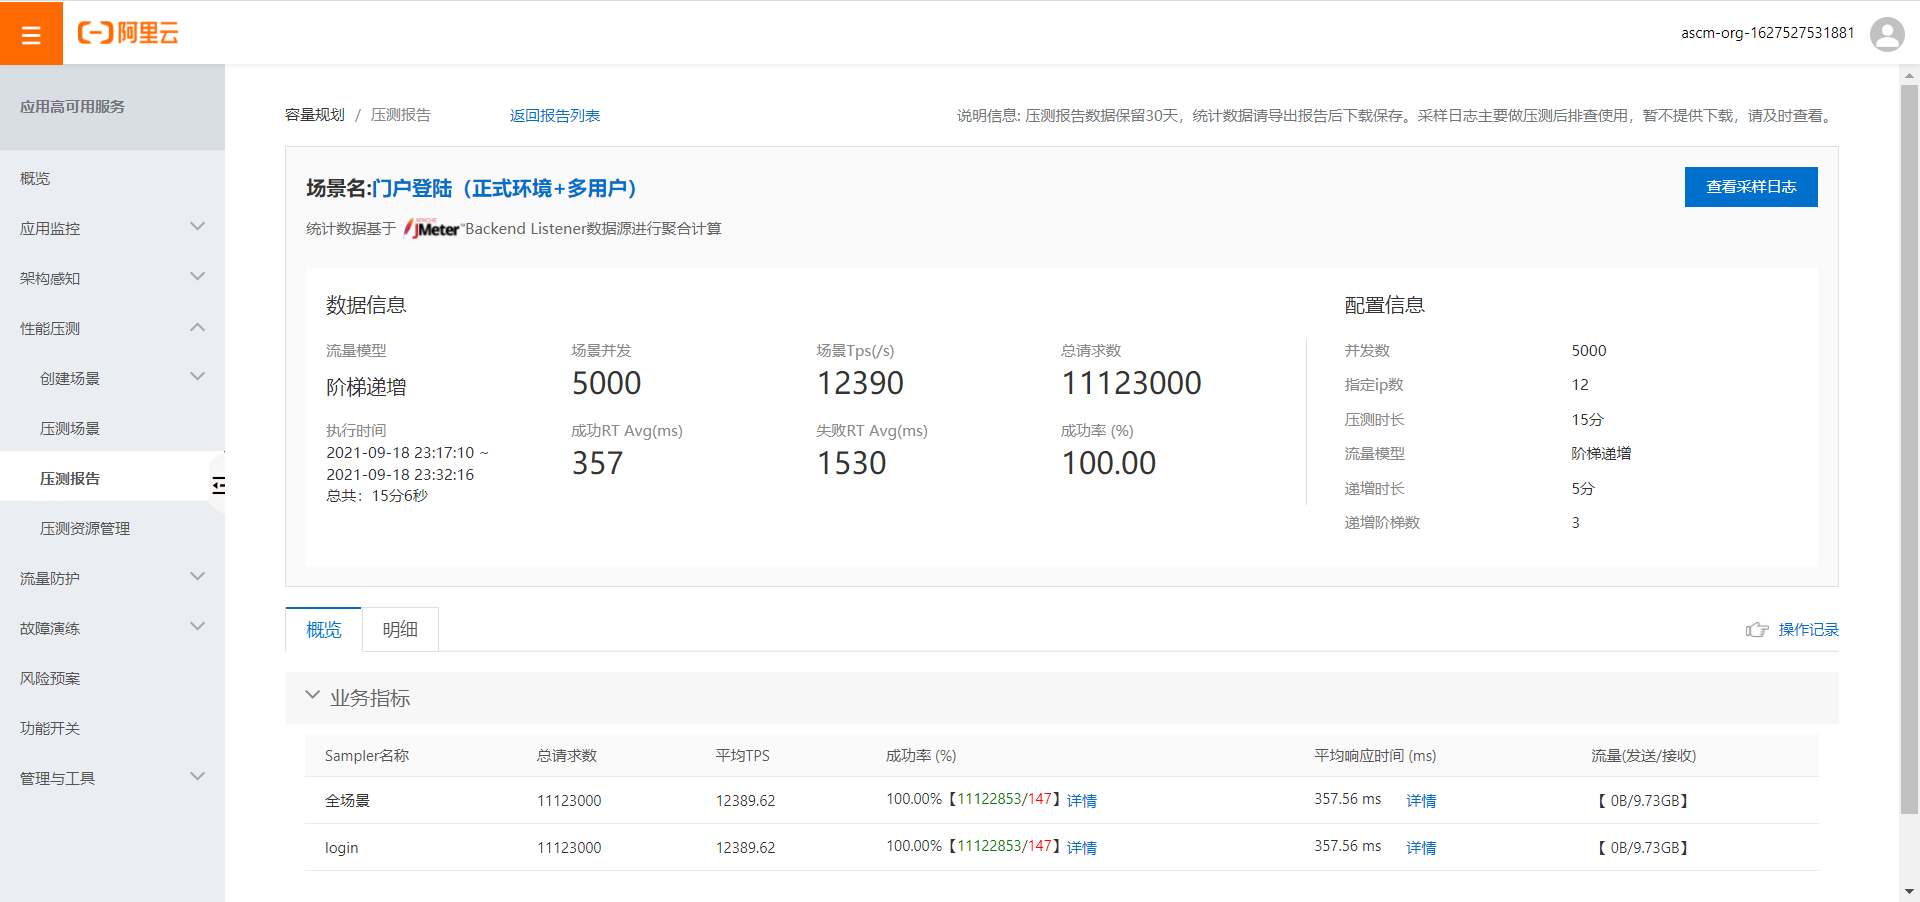 阿里云
ascm-org-1627527531881
应用高可用服务
概览
应用监控
架构感知
性能压测
创建场景
压测场景
压测报告
压测资源管理
流量防护
故障演练
风险预案
功能开关
管理与工具
容量规划 / 压测报告 返回报告列表 说明信息: 压测报告数据保留30天，统计数据请导出报告后下载保存。采样日志主要做压测后排查使用，暂不提供下载，请及时查看。
场景名:门户登陆（正式环境+多用户）
查看采样日志
统计数据基于 APACHE JMeter™Backend Listener数据源进行聚合计算
数据信息
流量模型 场景并发 场景Tps(/s) 总请求数
阶梯递增 5000 12390 11123000
执行时间 成功RT Avg(ms) 失败RT Avg(ms) 成功率 (%)
2021-09-18 23:17:10 ~
2021-09-18 23:32:16
总共：15分6秒
357 1530 100.00
配置信息
并发数 5000
指定ip数 12
压测时长 15分
流量模型 阶梯递增
递增时长 5分
递增阶梯数 3
概览 明细 操作记录
业务指标
Sampler名称 总请求数 平均TPS 成功率 (%) 平均响应时间 (ms) 流量(发送/接收)
全场景 11123000 12389.62 100.00%【11122853/147】详情 357.56 ms 详情 【 0B/9.73GB】
login 11123000 12389.62 100.00%【11122853/147】详情 357.56 ms 详情 【 0B/9.73GB】